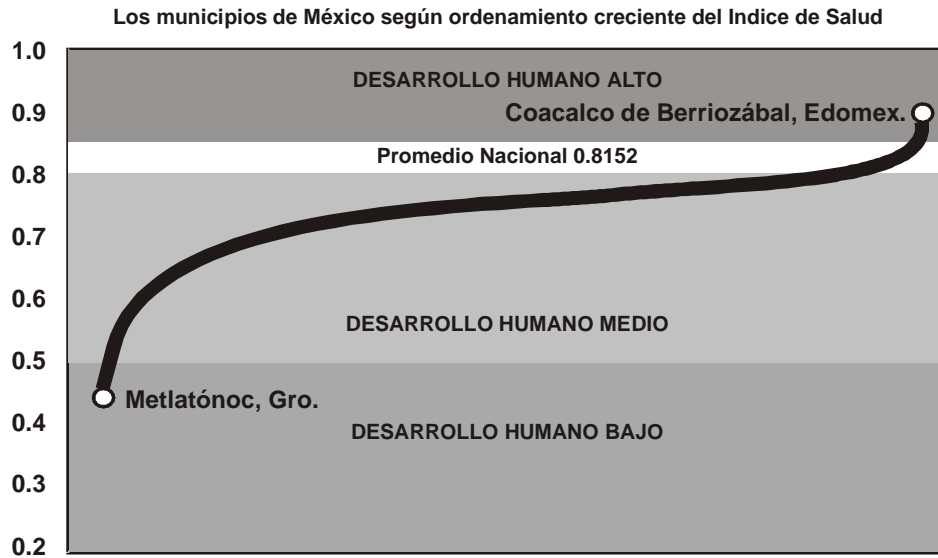 Los municipios de México según ordenamiento creciente del Indice de Salud
1.0
DESARROLLO HUMANO ALTO
0.9
Coacalco de Berriozábal, Edomex.
Promedio Nacional 0.8152
0.8
0.7
0.6
DESARROLLO HUMANO MEDIO
0.5
Metlatónoc, Gro.
0.4
DESARROLLO HUMANO BAJO
0.3
0.2